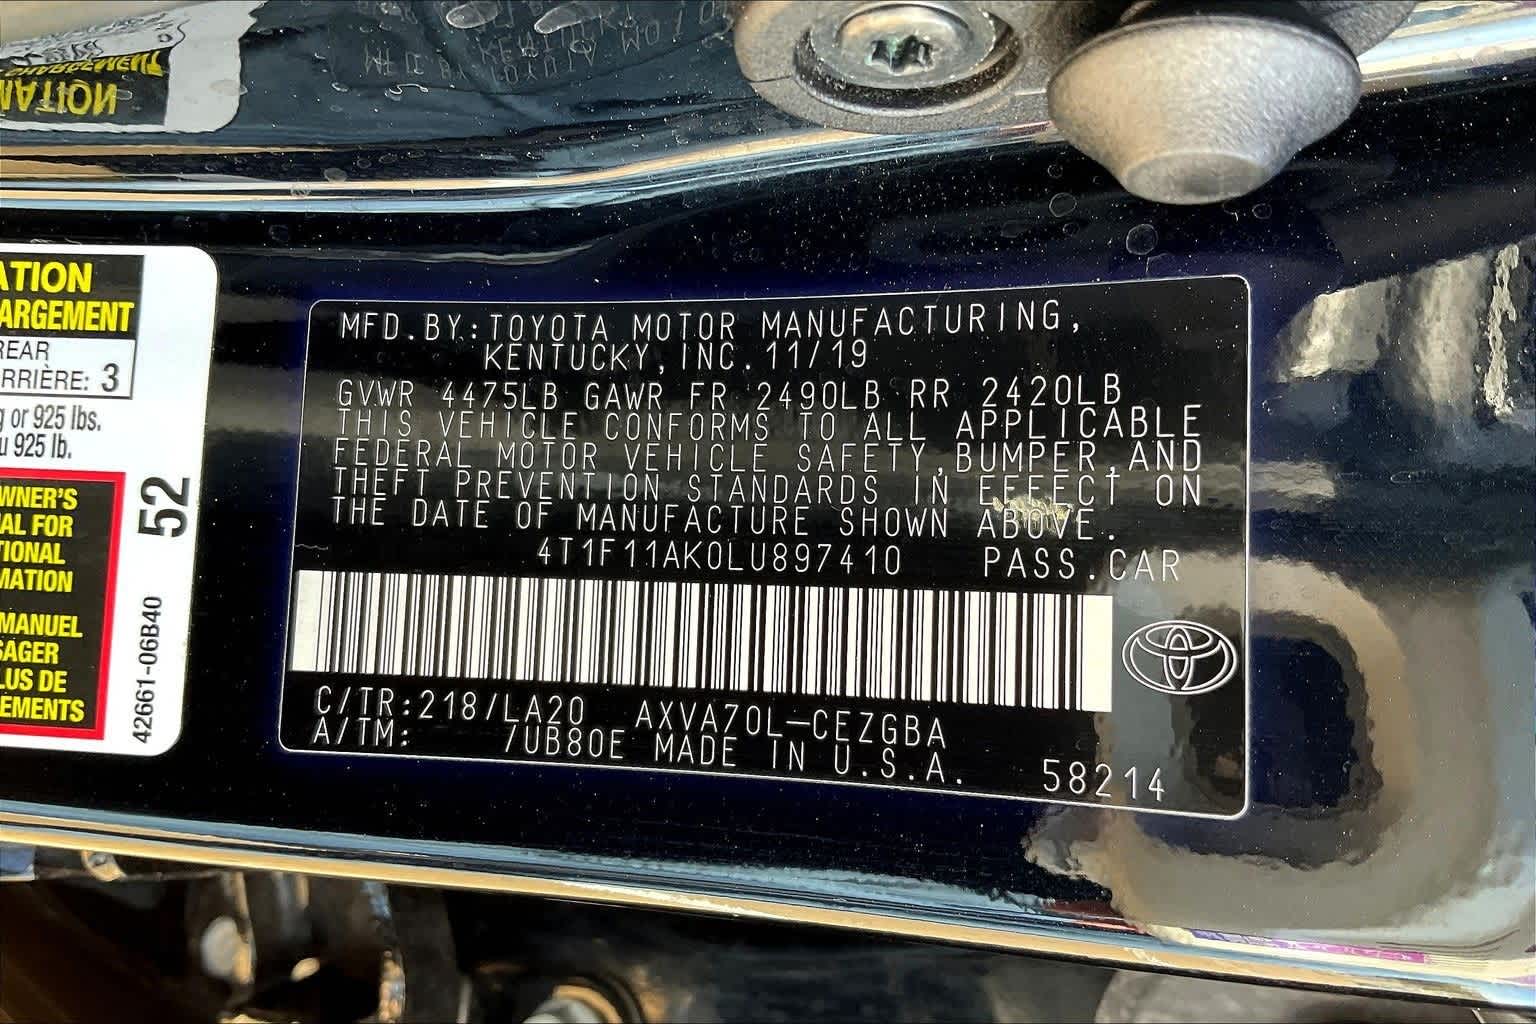 ATION
ARGEMENT
REAR
ARRIÈRE: 3
g or 925 lbs.
u 925 lb.
WNER'S
AL FOR
TIONAL
MATION
MANUEL
SAGER
LUS DE
EMENTS
52
42661-06B40
MFD.BY:TOYOTA MOTOR MANUFACTURING,
KENTUCKY,INC.11/19
GVWR 4475LB GAWR FR 2490LB RR 2420LB
THIS VEHICLE CONFORMS TO ALL APPLICABLE
FEDERAL MOTOR VEHICLE SAFETY,BUMPER,AND
THEFT PREVENTION STANDARDS IN EFFECT ON
THE DATE OF MANUFACTURE SHOWN ABOVE.
4T1F11AK0LU897410 PASS.CAR
C/TR:218/LA20 AXVA70L-CEZGBA
A/TM: /UB80E MADE IN U.S.A.
58214